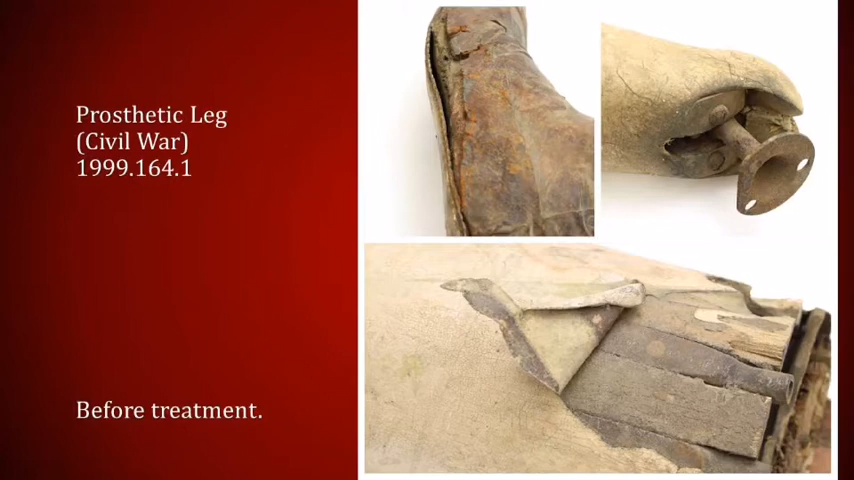 Prosthetic Leg
(Civil War)
1999.164.1
Before treatment.